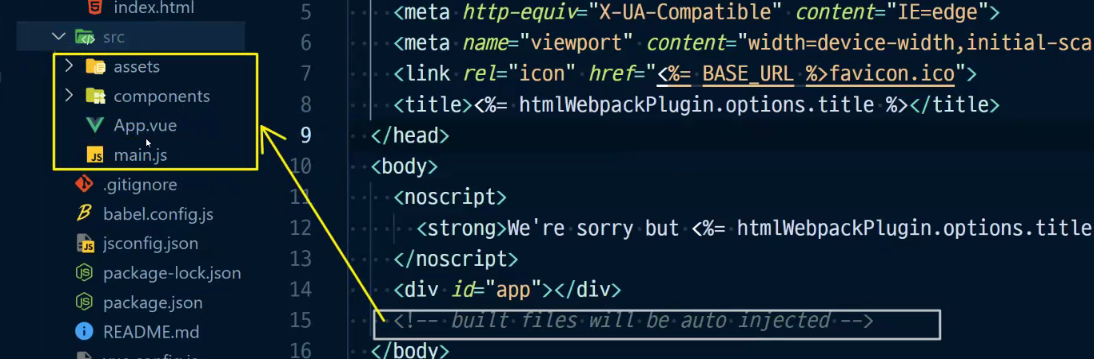 index.html
src
assets
components
App.vue
JS main.js
.gitignore
babel.config.js
JS jsconfig.json
package-lock.json
package.json
README.md
5 <meta http-equiv="X-UA-Compatible" content="IE=edge">
6 <meta name="viewport" content="width=device-width,initial-sca
7 <link rel="icon" href="<%= BASE_URL %>favicon.ico">
8 <title><%= htmlWebpackPlugin.options.title %></title>
9 </head>
10 <body>
11 <noscript>
12 <strong>We're sorry but <%= htmlWebpackPlugin.options.title
13 </noscript>
14 <div id="app"></div>
15 <!-- built files will be auto injected -->
16 </body>